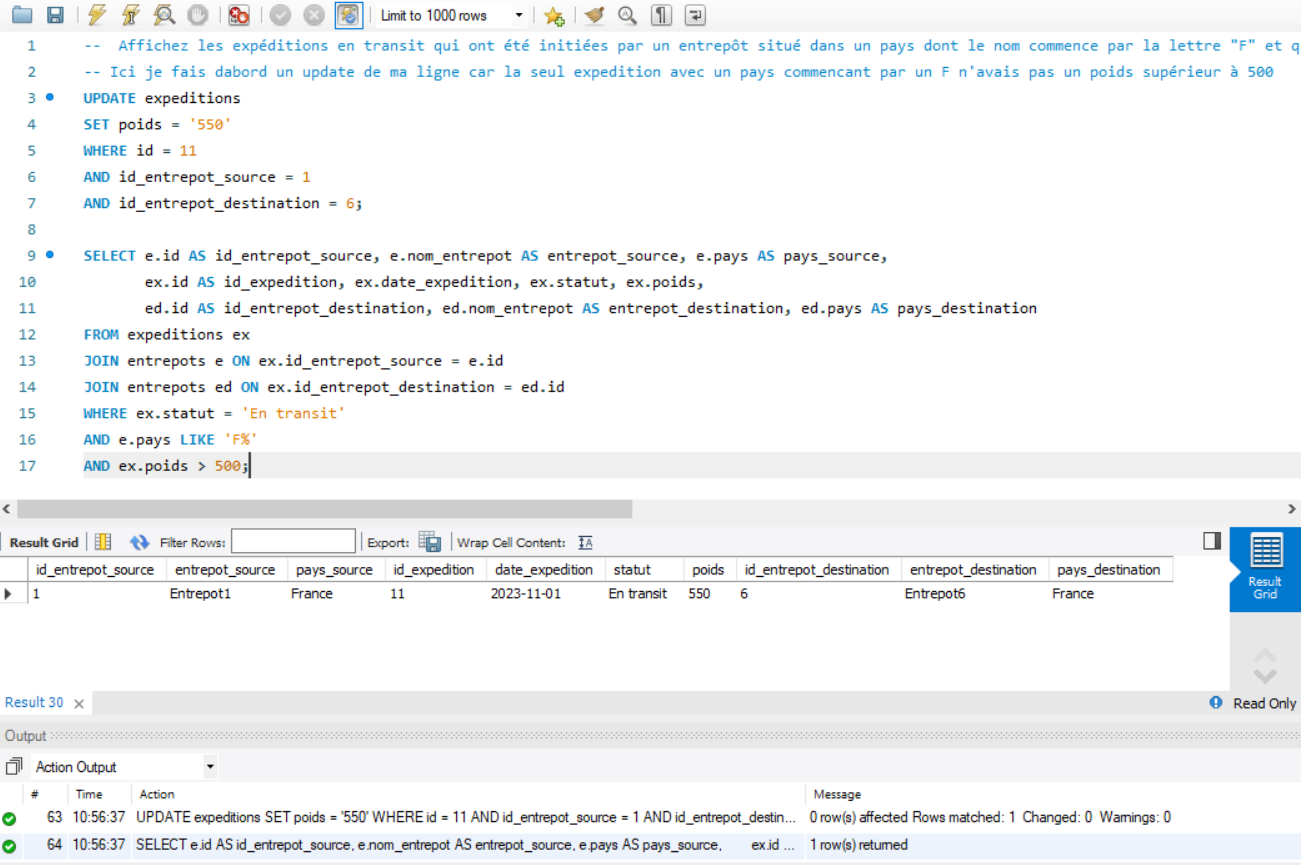 Limit to 1000 rows
1 -- Affichez les expéditions en transit qui ont été initiées par un entrepôt situé dans un pays dont le nom commence par la lettre "F" et q
2 -- Ici je fais dabord un update de ma ligne car la seul expedition avec un pays commencant par un F n'avais pas un poids supérieur à 500
3 UPDATE expeditions
4 SET poids = '550'
5 WHERE id = 11
6 AND id_entrepot_source = 1
7 AND id_entrepot_destination = 6;
8
9 SELECT e.id AS id_entrepot_source, e.nom_entrepot AS entrepot_source, e.pays AS pays_source,
10 ex.id AS id_expedition, ex.date_expedition, ex.statut, ex.poids,
11 ed.id AS id_entrepot_destination, ed.nom_entrepot AS entrepot_destination, ed.pays AS pays_destination
12 FROM expeditions ex
13 JOIN entrepots e ON ex.id_entrepot_source = e.id
14 JOIN entrepots ed ON ex.id_entrepot_destination = ed.id
15 WHERE ex.statut = 'En transit'
16 AND e.pays LIKE 'F%'
17 AND ex.poids > 500;
Result Grid Filter Rows: Export: Wrap Cell Content: IA
id_entrepot_source entrepot_source pays_source id_expedition date_expedition statut poids id_entrepot_destination entrepot_destination pays_destination
1 Entrepot1 France 11 2023-11-01 En transit 550 6 Entrepot6 France
Result
Grid
Result 30 Read Only
Output
Action Output
# Time Action Message
63 10:56:37 UPDATE expeditions SET poids = '550' WHERE id = 11 AND id_entrepot_source = 1 AND id_entrepot_destin... 0 row(s) affected Rows matched: 1 Changed: 0 Warnings: 0
64 10:56:37 SELECT e.id AS id_entrepot_source, e.nom_entrepot AS entrepot_source, e.pays AS pays_source, ex.id ... 1 row(s) returned